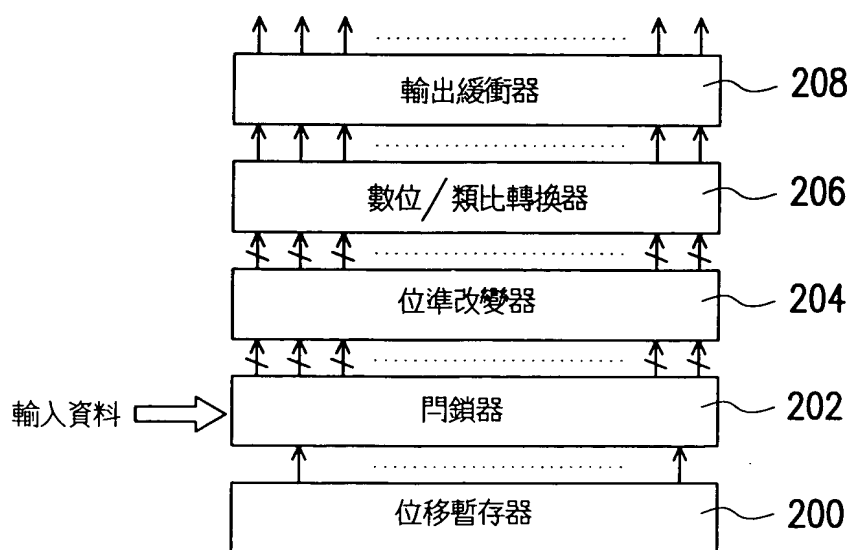 輸出緩衝器 208
數位/類比轉換器 206
位準改變器 204
輸入資料 閂鎖器 202
位移暫存器 200